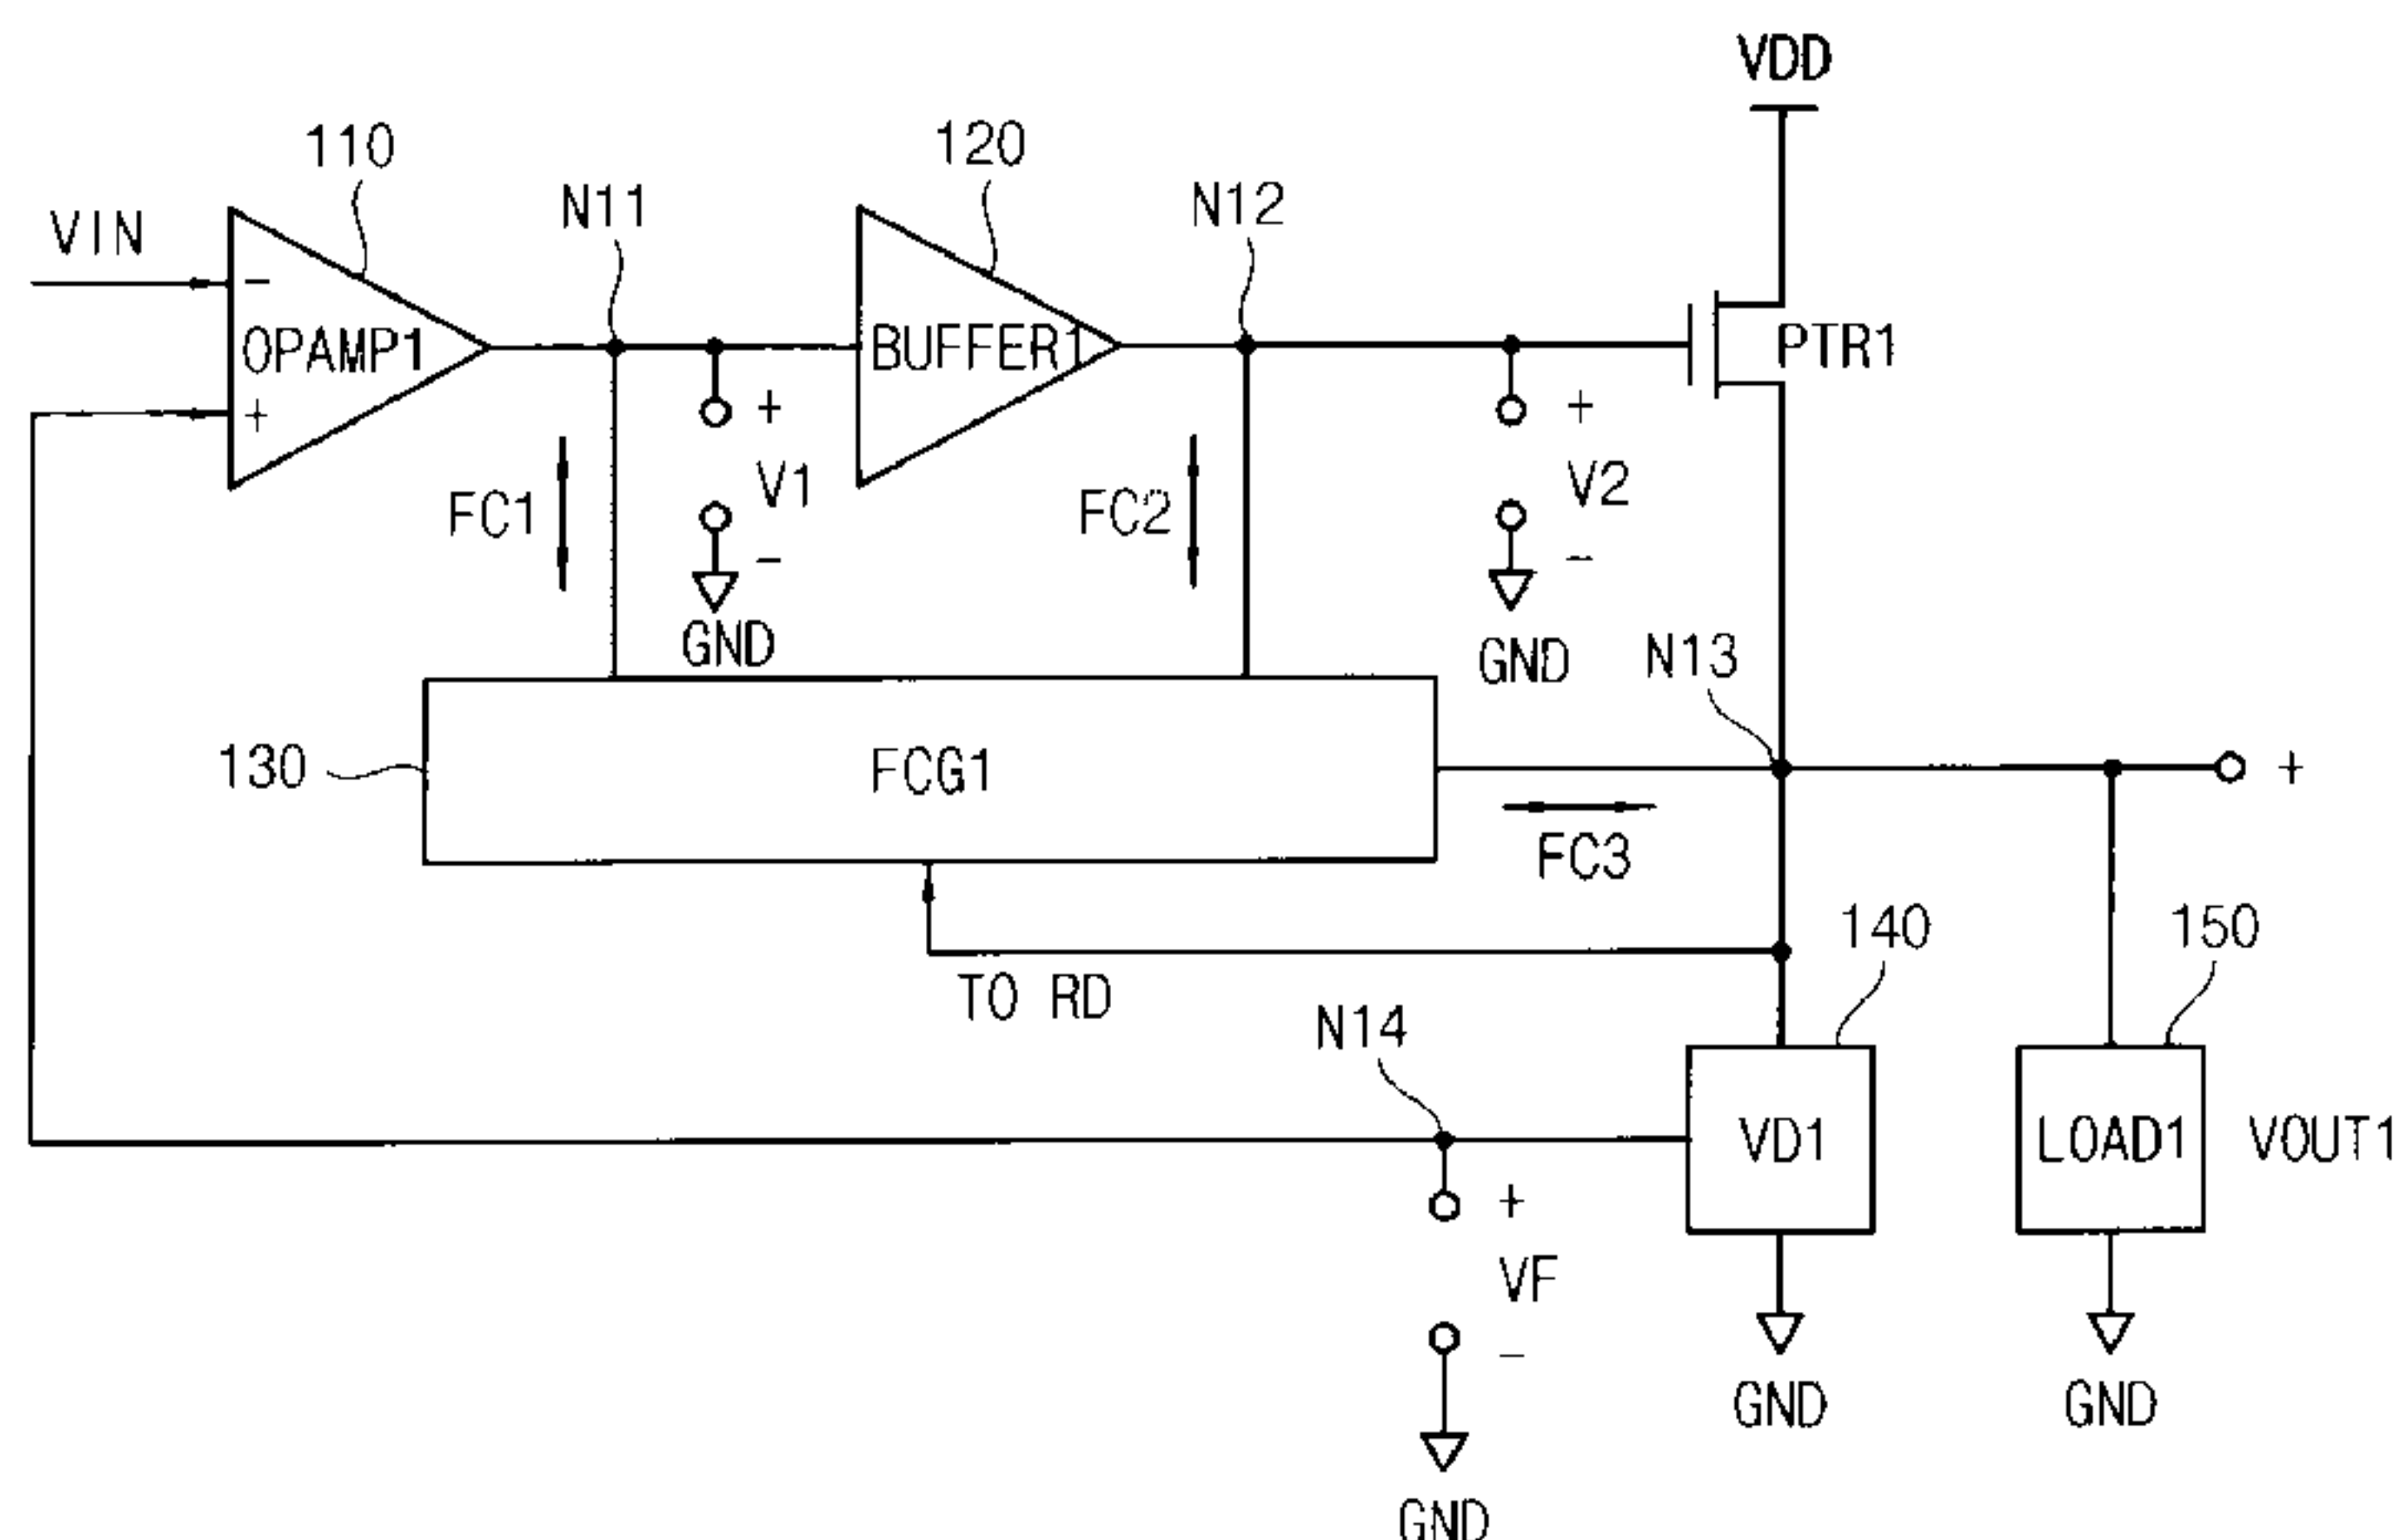 VDD
110
120
N11
N12
VIN
-
OPAMP1
BUFFER1
PTR1
+
+
+
V1
V2
FC1
FC2
-
-
GND
GND
N13
130
FCG1
+
FC3
140
150
TO RD
N14
VD1
LOAD1
VOUT1
+
VF
-
GND
GND
GND